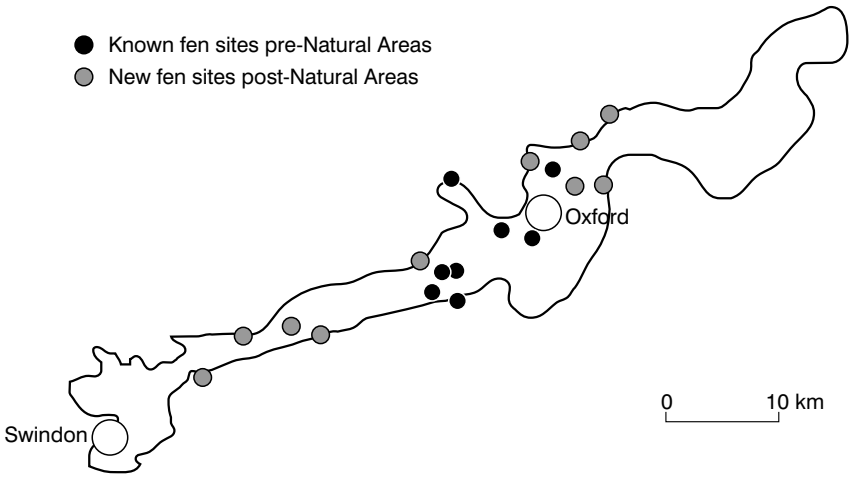 Known fen sites pre-Natural Areas
New fen sites post-Natural Areas
Oxford
0 10 km
Swindon